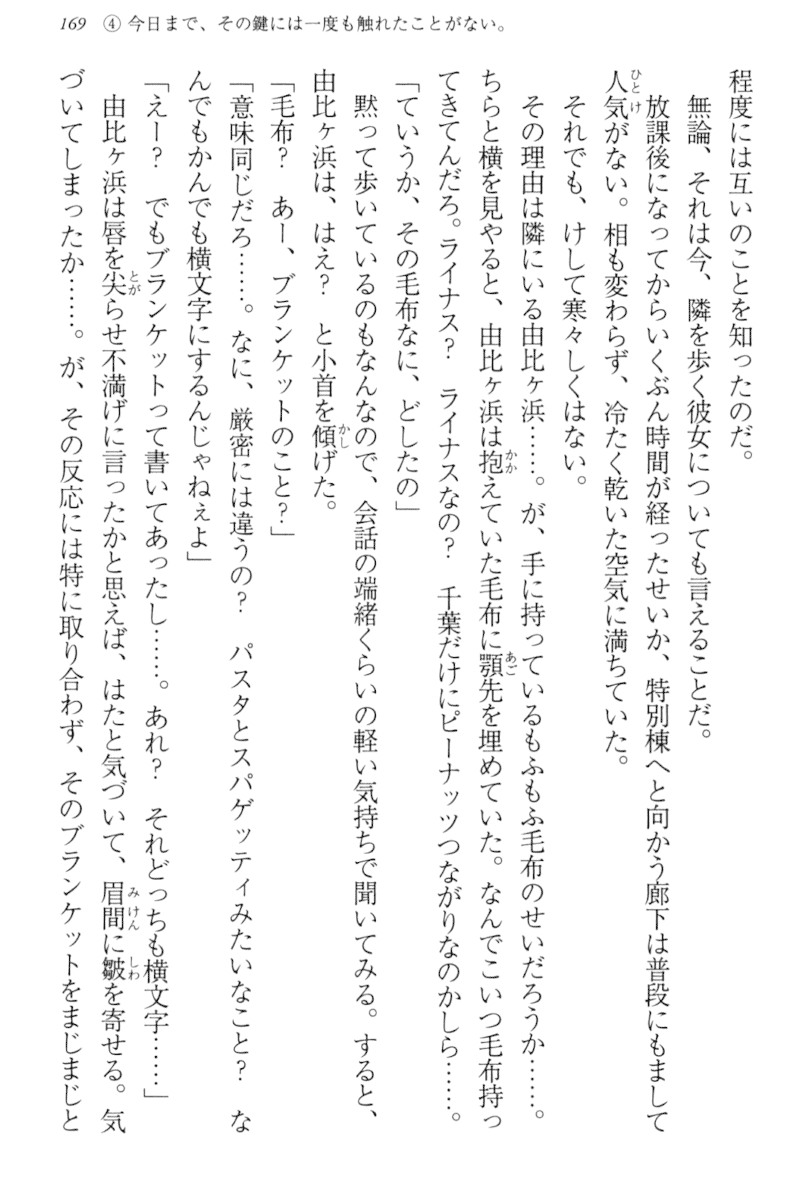 169 ④ 今日まで、その鍵には一度も触れたことがない。
程度には互いのことを知ったのだ。
無論、それは今、隣を歩く彼女についても言えることだ。
放課後になってからいくぶん時間が経ったせいか、特別棟へと向かう廊下は普段にもまして
人気がない。相も変わらず、冷たく乾いた空気に満ちていた。
それでも、けして寒々しくはない。
その理由は隣にいる由比ヶ浜……。が、手に持っているもふもふ毛布のせいだろうか……。
ちらと横を見やると、由比ヶ浜は抱えていた毛布に顎先を埋めていた。なんでこいつ毛布持っ
てきてんだろ。ライナス? ライナスなの? 千葉だけにピーナッツつながりなのかしら……。
「ていうか、その毛布なに、どしたの」
黙って歩いているのもなんなので、会話の端緒くらいの軽い気持ちで聞いてみる。すると、
由比ヶ浜は、はえ? と小首を傾げた。
「毛布? あー、ブランケットのこと?」
「意味同じだろ……。なに、厳密には違うの? パスタとスパゲッティみたいなこと? な
んでもかんでも横文字にするんじゃねぇよ」
「えー? でもブランケットって書いてあったし……。あれ? それどっちも横文字……」
由比ヶ浜は唇を尖らせ不満げに言ったかと思えば、はたと気づいて、眉間に皺を寄せる。気
づいてしまったか……。が、その反応には特に取り合わず、そのブランケットをまじまじと